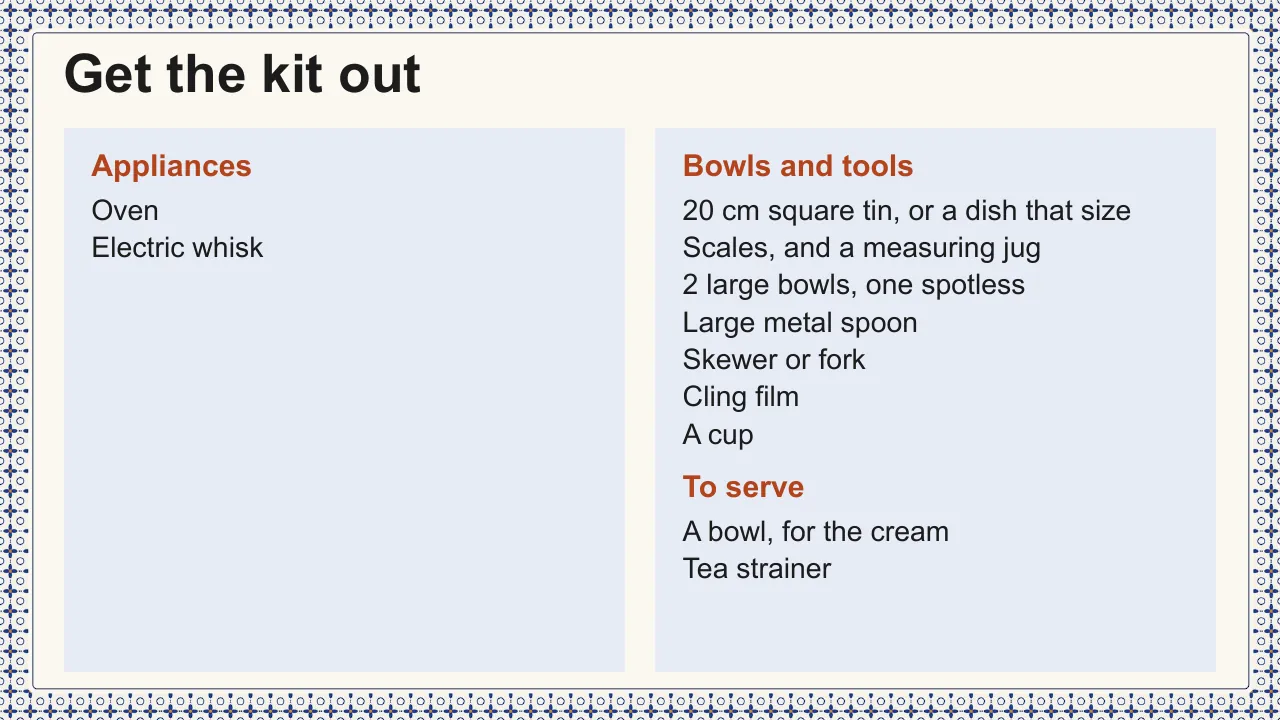 Get the kit out
Appliances
Oven
Electric whisk
Bowls and tools
20 cm square tin, or a dish that size
Scales, and a measuring jug
2 large bowls, one spotless
Large metal spoon
Skewer or fork
Cling film
A cup
To serve
A bowl, for the cream
Tea strainer